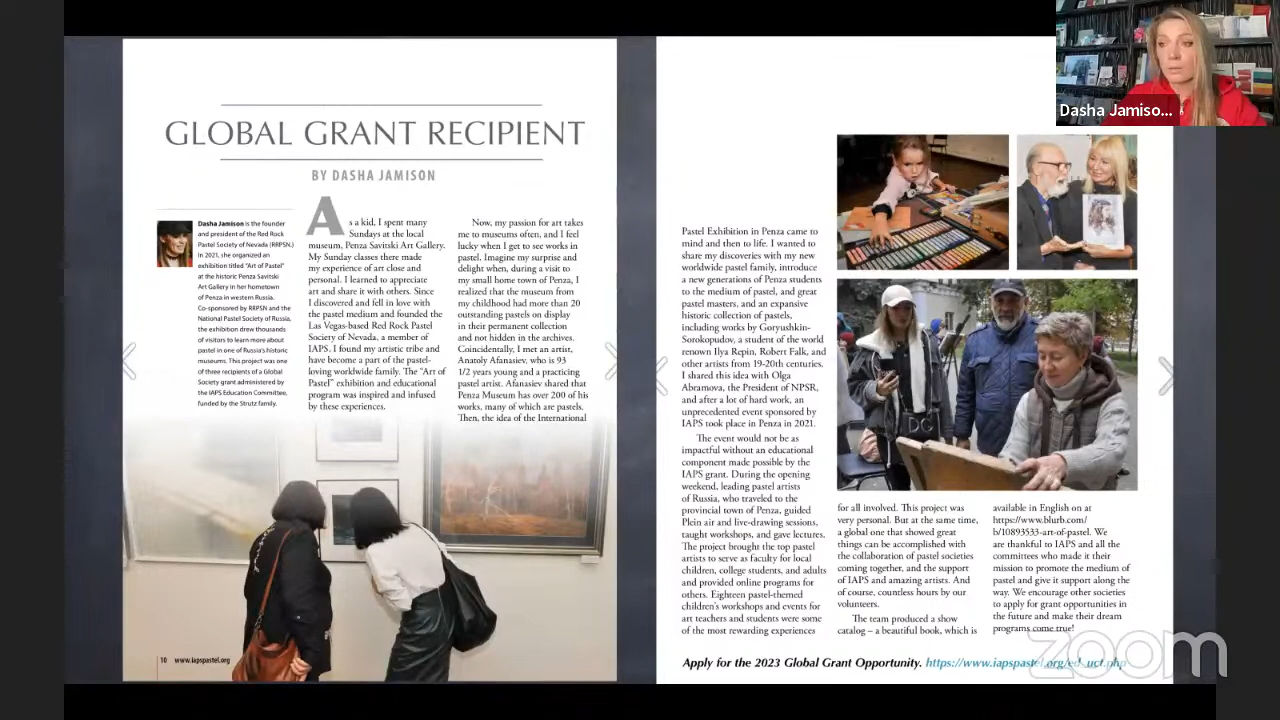 Dasha Jamiso...
GLOBAL GRANT RECIPIENT
BY DASHA JAMISON
Dasha Jamison is the founder
and president of the Red Rock
Pastel Society of Nevada (RRPSN.)
In 2021, she organized an
exhibition titled "Art of Pastel"
at the historic Penza Savitski
Art Gallery in her hometown
of Penza in western Russia.
Co-sponsored by RRPSN and the
National Pastel Society of Russia,
the exhibition drew thousands
of visitors to learn more about
pastel in one of Russia's historic
museums. This project was one
of three recipients of a Global
Society grant administered by
the IAPS Education Committee,
funded by the Strutz family.
As a kid, I spent many
Sundays at the local
museum, Penza Savitski Art Gallery.
My Sunday classes there made
my experience of art close and
personal. I learned to appreciate
art and share it with others. Since
I discovered and fell in love with
the pastel medium and founded the
Las Vegas-based Red Rock Pastel
Society of Nevada, a member of
IAPS, I found my artistic tribe and
have become a part of the pastel-
loving worldwide family. The "Art of
Pastel" exhibition and educational
program was inspired and infused
by these experiences.
Now, my passion for art takes
me to museums often, and I feel
lucky when I get to see works in
pastel. Imagine my surprise and
delight when, during a visit to
my small home town of Penza, I
realized that the museum from
my childhood had more than 20
outstanding pastels on display
in their permanent collection
and not hidden in the archives.
Coincidentally, I met an artist,
Anatoly Afanasiev, who is 93
1/2 years young and a practicing
pastel artist. Afanasiev shared that
Penza Museum has over 200 of his
works, many of which are pastels.
Then, the idea of the International
10 www.iapspastel.org
Pastel Exhibition in Penza came to
mind and then to life. I wanted to
share my discoveries with my new
worldwide pastel family, introduce
a new generations of Penza students
to the medium of pastel, and great
pastel masters, and an expansive
historic collection of pastels,
including works by Goryushkin-
Sorokopudov, a student of the world
renown Ilya Repin, Robert Falk, and
other artists from 19-20th centuries.
I shared this idea with Olga
Abramova, the President of NPSR,
and after a lot of hard work, an
unprecedented event sponsored by
IAPS took place in Penza in 2021.
The event would not be as
impactful without an educational
component made possible by the
IAPS grant. During the opening
weekend, leading pastel artists
of Russia, who traveled to the
provincial town of Penza, guided
Plein air and live-drawing sessions,
taught workshops, and gave lectures.
The project brought the top pastel
artists to serve as faculty for local
children, college students, and adults
and provided online programs for
others. Eighteen pastel-themed
children's workshops and events for
art teachers and students were some
of the most rewarding experiences
DC
for all involved. This project was
very personal. But at the same time,
a global one that showed great
things can be accomplished with
the collaboration of pastel societies
coming together, and the support
of IAPS and amazing artists. And
of course, countless hours by our
volunteers.
The team produced a show
catalog – a beautiful book, which is
available in English on at
https://www.blurb.com/
b/10893533-art-of-pastel. We
are thankful to IAPS and all the
committees who made it their
mission to promote the medium of
pastel and give it support along the
way. We encourage other societies
to apply for grant opportunities in
the future and make their dream
programs come true!
Apply for the 2023 Global Grant Opportunity. https://www.iapspastel.org/ed_uct.php
zoom